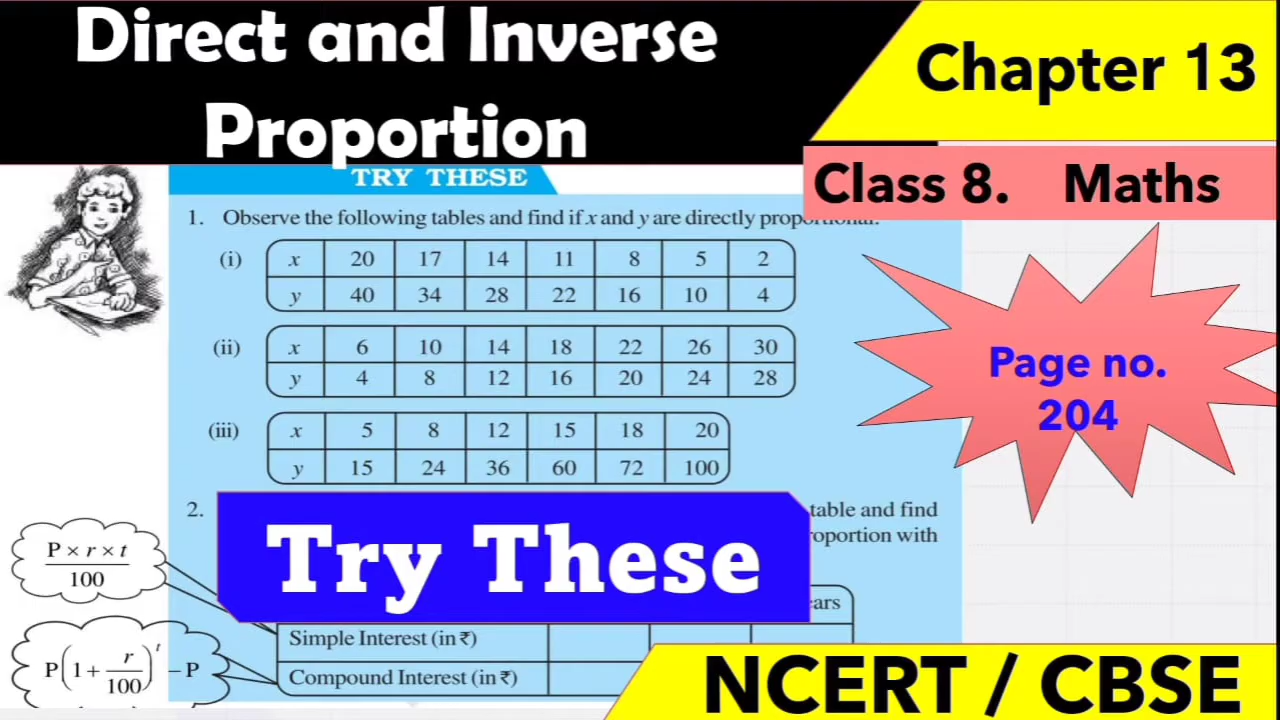 Direct and Inverse
Proportion
Chapter 13
Class 8. Maths
TRY THESE
1. Observe the following tables and find if x and y are directly proportional.
(i) x 20 17 14 11 8 5 2
y 40 34 28 22 16 10 4
(ii) x 6 10 14 18 22 26 30
y 4 8 12 16 20 24 28
(iii) x 5 8 12 15 18 20
y 15 24 36 60 72 100
Page no.
204
2. table and find
roportion with
Try These
ars
P × r × t
100
Simple Interest (in ₹)
P(1 + r/100)^t – P
Compound Interest (in ₹)
NCERT / CBSE